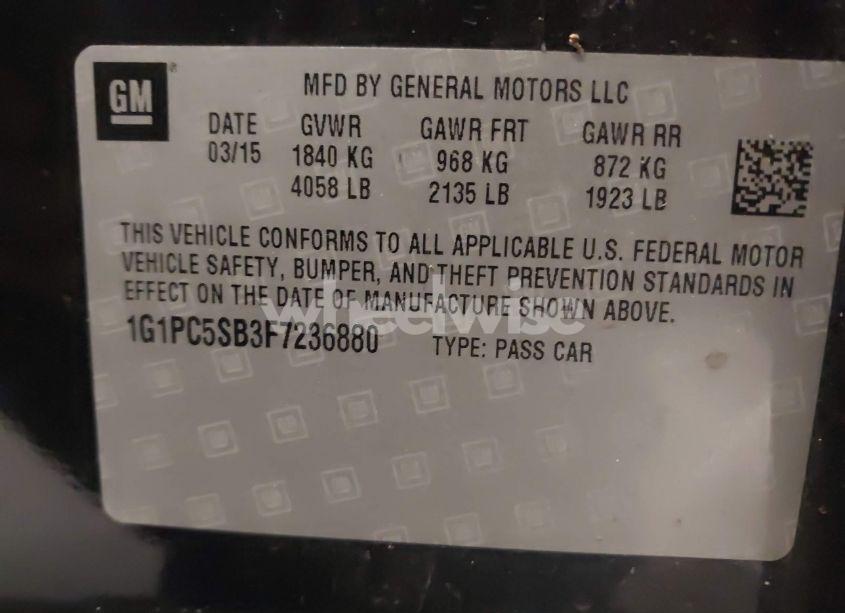 GM
MFD BY GENERAL MOTORS LLC
DATE GVWR GAWR FRT GAWR RR
03/15 1840 KG 968 KG 872 KG
4058 LB 2135 LB 1923 LB
THIS VEHICLE CONFORMS TO ALL APPLICABLE U.S. FEDERAL MOTOR
VEHICLE SAFETY, BUMPER, AND THEFT PREVENTION STANDARDS IN
EFFECT ON THE DATE OF MANUFACTURE SHOWN ABOVE.
wheelwise
1G1PC5SB3F7236880 TYPE: PASS CAR